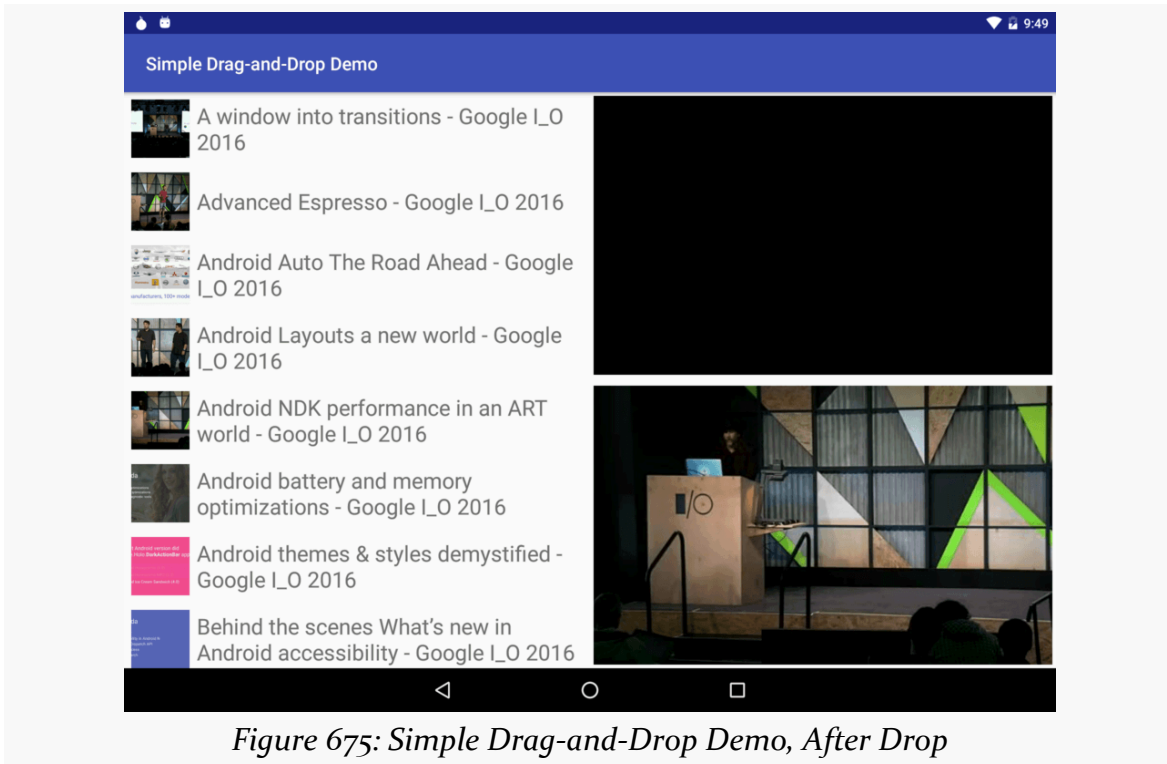 9:49
Simple Drag-and-Drop Demo
A window into transitions - Google I_O
2016
Advanced Espresso - Google I_O 2016
Android Auto The Road Ahead - Google
I_O 2016
Android Layouts a new world - Google
I_O 2016
Android NDK performance in an ART
world - Google I_O 2016
Android battery and memory
optimizations - Google I_O 2016
Android themes & styles demystified -
Google I_O 2016
Behind the scenes What's new in
Android accessibility - Google I_O 2016
I/O
Figure 675: Simple Drag-and-Drop Demo, After Drop